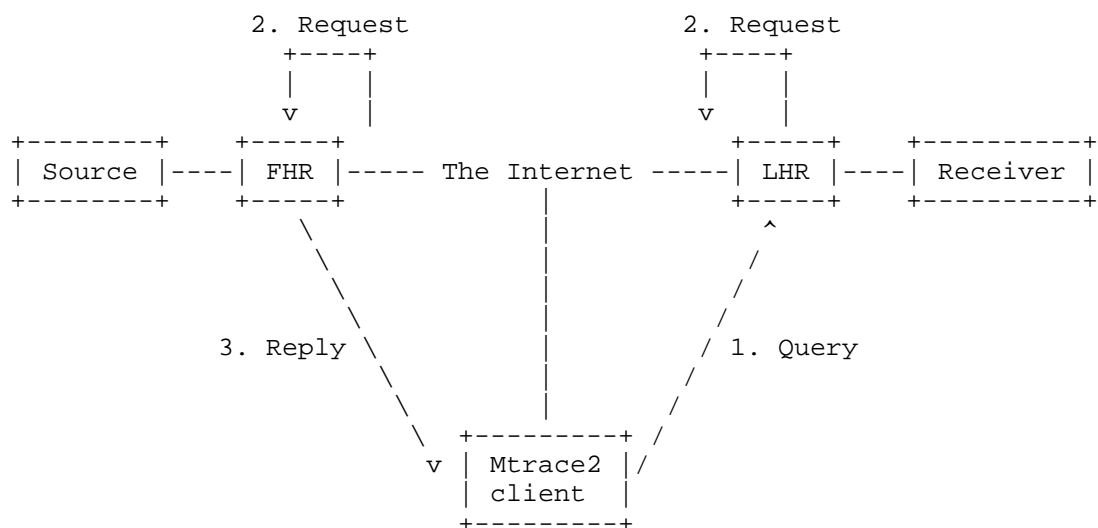 2. Request 2. Request
Source FHR The Internet LHR Receiver
3. Reply 1. Query
Mtrace2
client